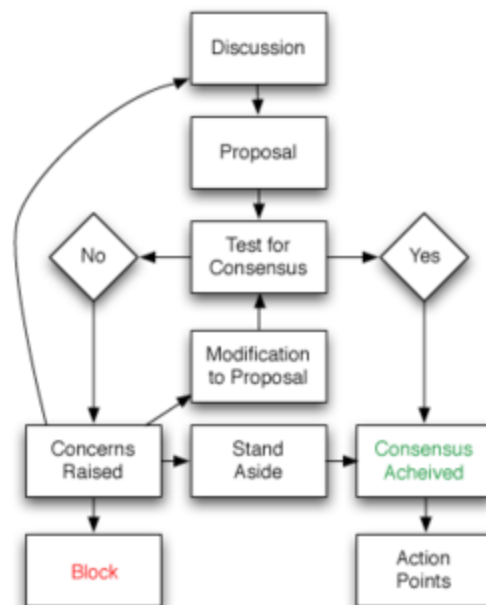 Discussion
Proposal
No
Test for
Consensus
Yes
Modification
to Proposal
Concerns
Raised
Stand
Aside
Consensus
Acheived
Block
Action
Points